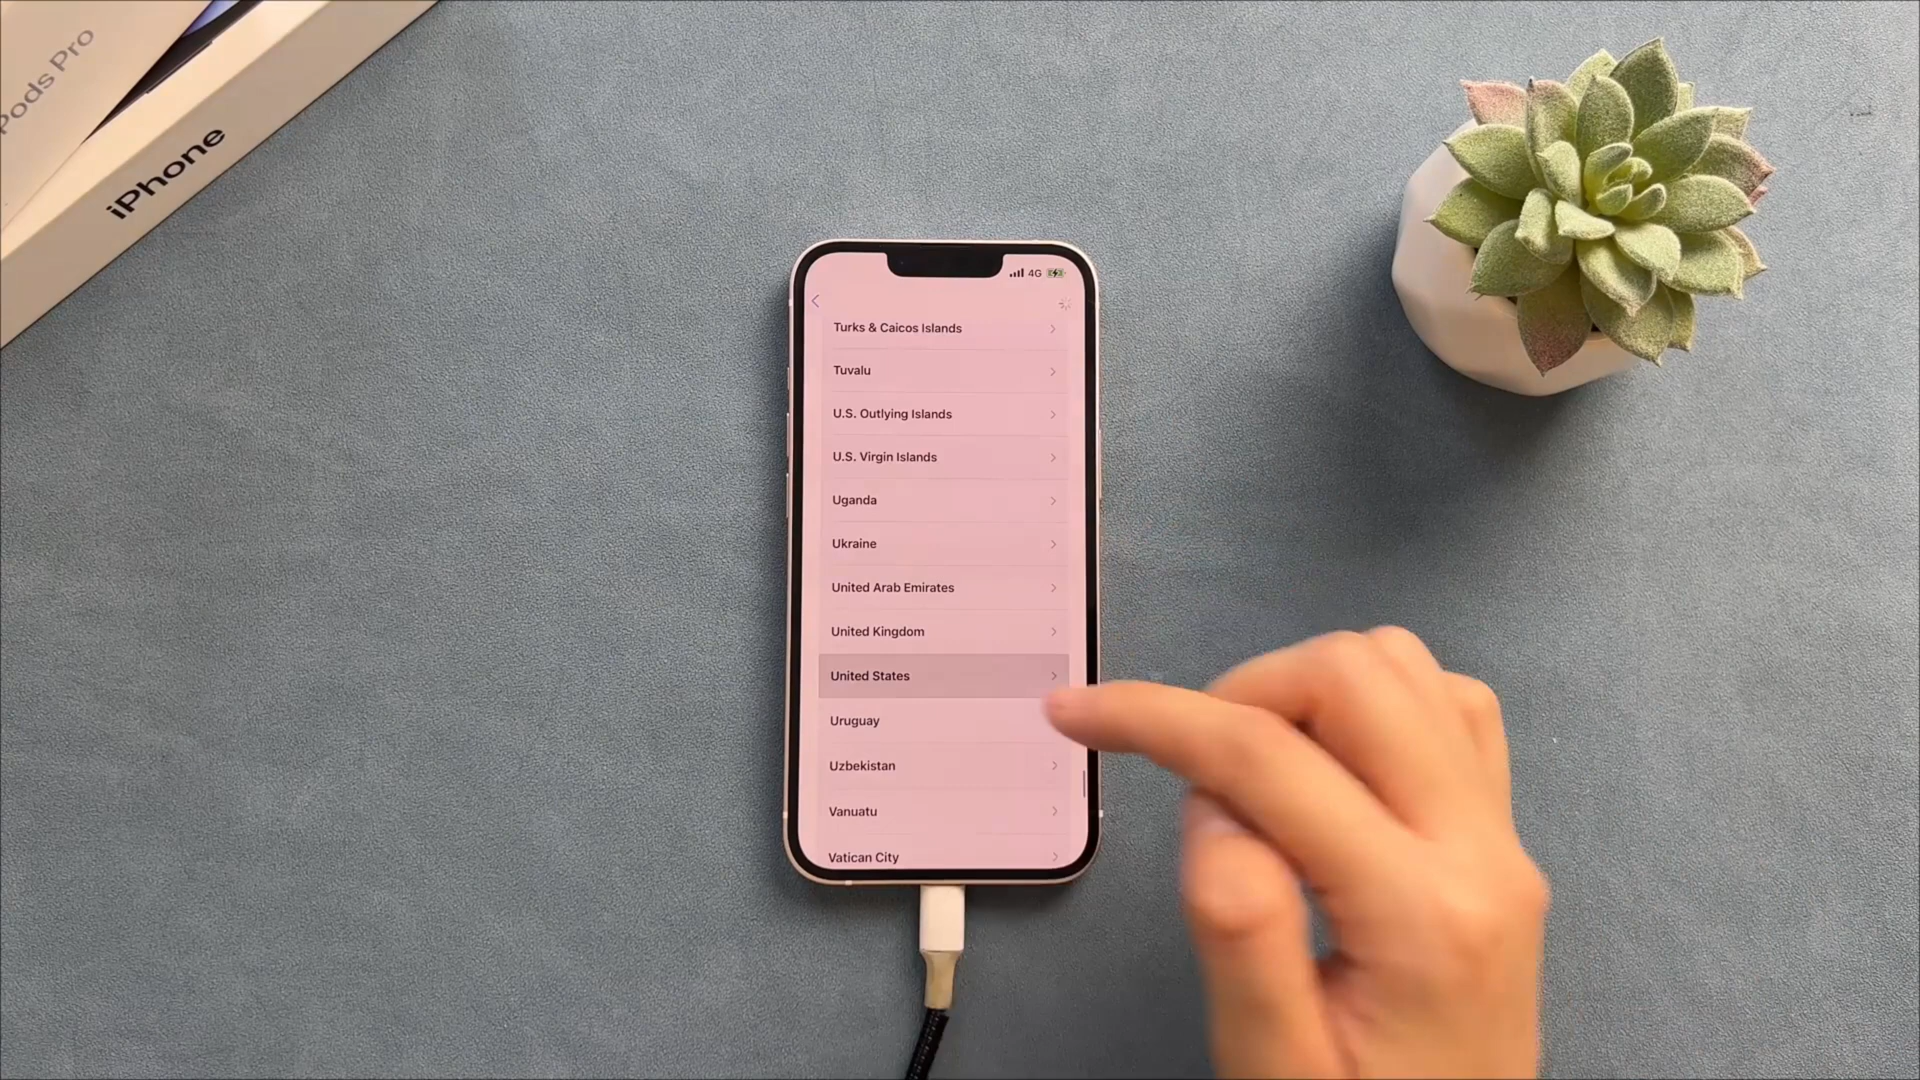 Pods Pro
iPhone
4G
Turks & Caicos Islands
Tuvalu
U.S. Outlying Islands
U.S. Virgin Islands
Uganda
Ukraine
United Arab Emirates
United Kingdom
United States
Uruguay
Uzbekistan
Vanuatu
Vatican City